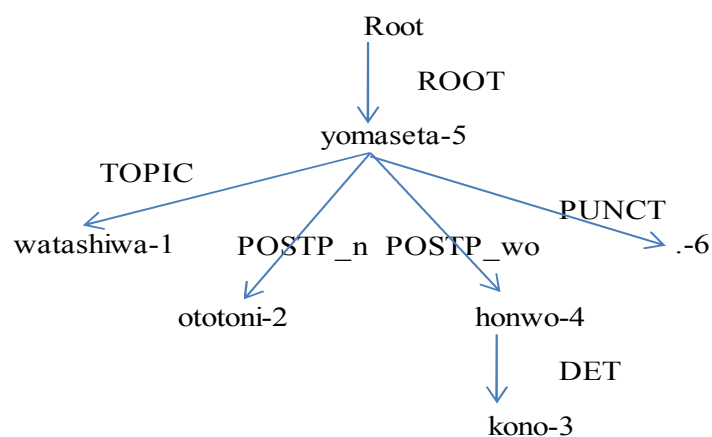 Root
ROOT
yomaseta-5
TOPIC
PUNCT
watashiwa-1 POSTP_n POSTP_wo .-6
ototoni-2 honwo-4
DET
kono-3